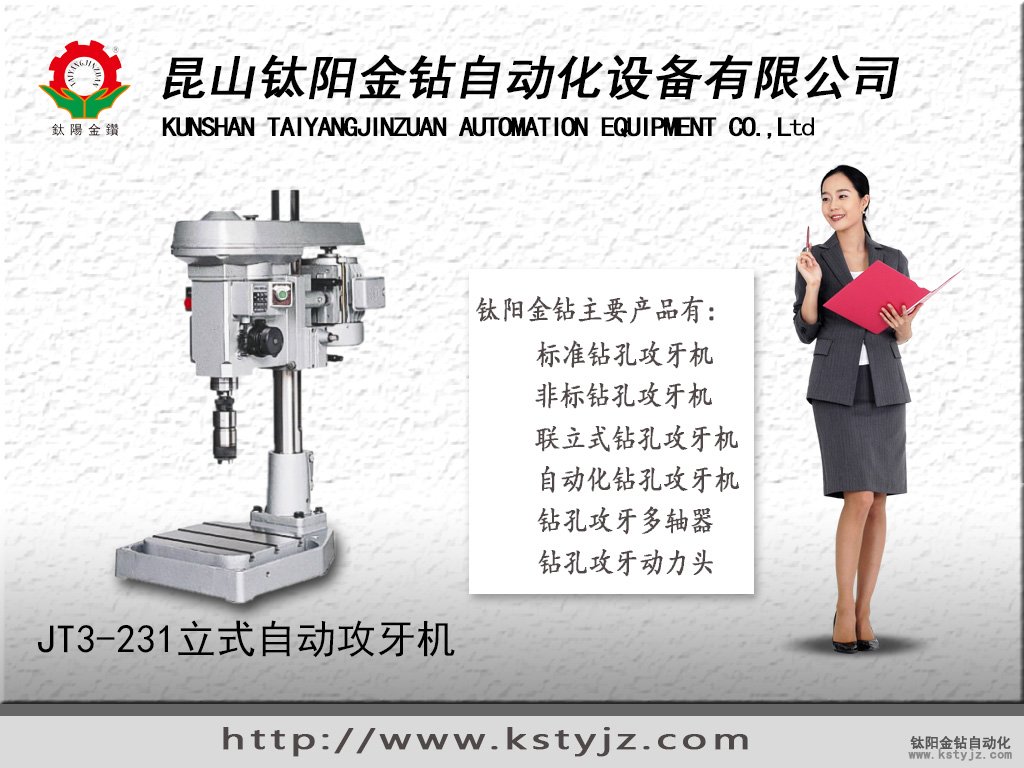 昆山钛阳金钻自动化设备有限公司
KUNSHAN TAIYANGJINZUAN AUTOMATION EQUIPMENT CO.,Ltd
TAIYANGJINZUAN
®
鈦陽金鑽
钛阳金钻主要产品有：
标准钻孔攻牙机
非标钻孔攻牙机
联立式钻孔攻牙机
自动化钻孔攻牙机
钻孔攻牙多轴器
钻孔攻牙动力头
JT3-231立式自动攻牙机
http://www.kstyjz.com
钛阳金钻自动化
www.kstyjz.com